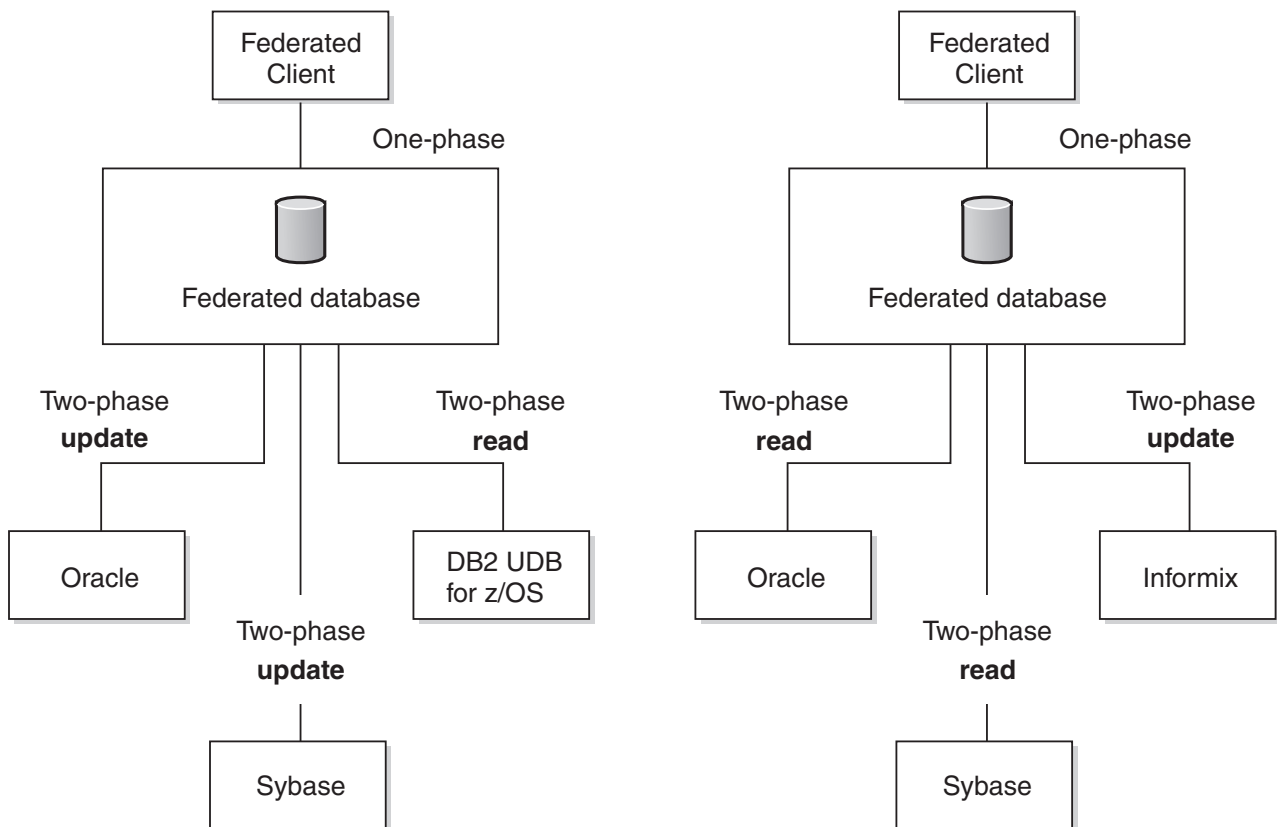 Federated
Client
One-phase
Federated database
Two-phase
update
Two-phase
read
Oracle
DB2 UDB
for z/OS
Two-phase
update
Sybase
Federated
Client
One-phase
Federated database
Two-phase
read
Two-phase
update
Oracle
Informix
Two-phase
read
Sybase